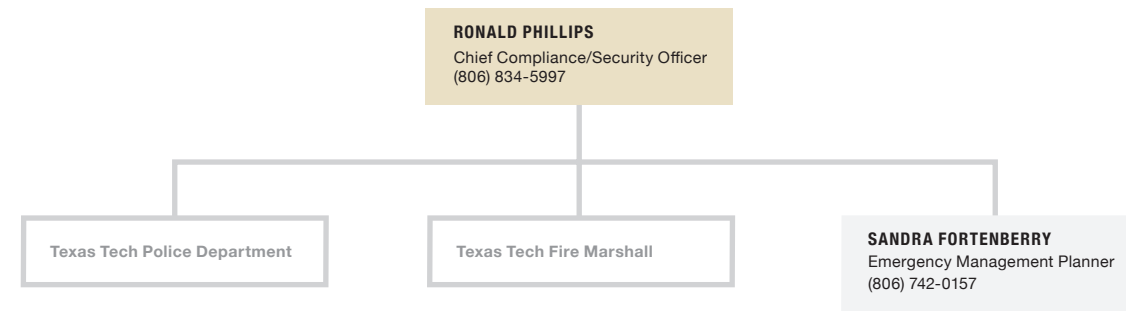 RONALD PHILLIPS
Chief Compliance/Security Officer
(806) 834-5997
Texas Tech Police Department
Texas Tech Fire Marshall
SANDRA FORTENBERRY
Emergency Management Planner
(806) 742-0157